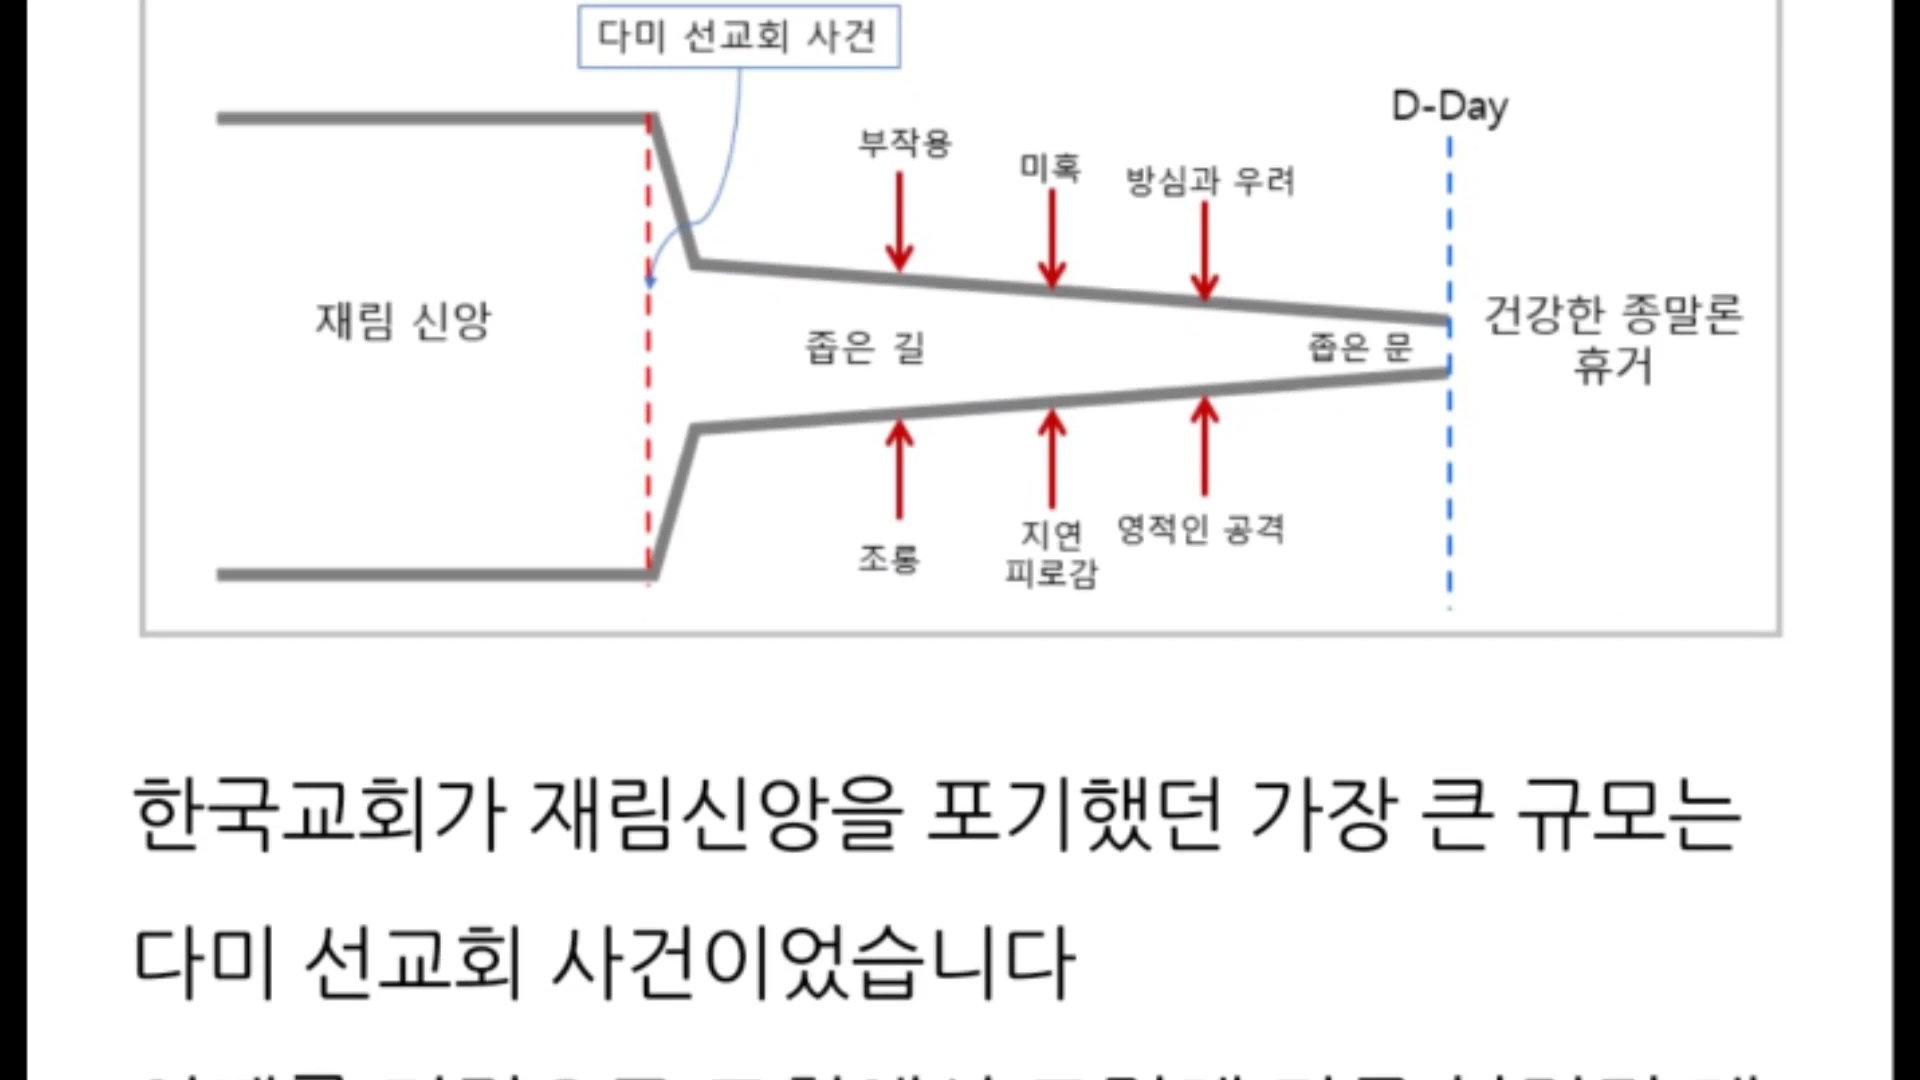 다미 선교회 사건
D-Day
부작용
미혹
방심과 우려
재림 신앙
좁은 길
좁은 문
건강한 종말론
휴거
조롱
지연
피로감
영적인 공격
한국교회가 재림신앙을 포기했던 가장 큰 규모는
다미 선교회 사건이었습니다